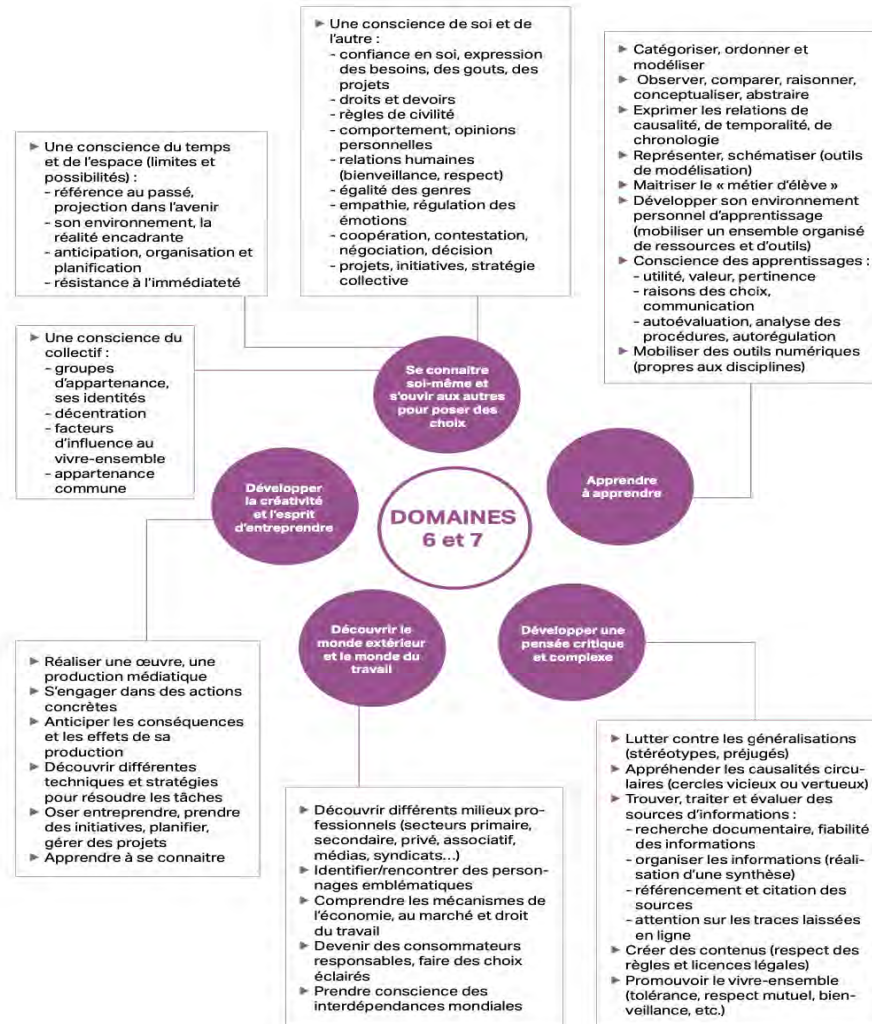 ▶ Une conscience de soi et de
l'autre :
- confiance en soi, expression
des besoins, des gouts, des
projets
- droits et devoirs
- règles de civilité
- comportement, opinions
personnelles
- relations humaines
(bienveillance, respect)
- égalité des genres
- empathie, régulation des
émotions
- coopération, contestation,
négociation, décision
- projets, initiatives, stratégie
collective
▶ Catégoriser, ordonner et
modéliser
▶ Observer, comparer, raisonner,
conceptualiser, abstraire
▶ Exprimer les relations de
causalité, de temporalité, de
chronologie
▶ Représenter, schématiser (outils
de modélisation)
▶ Maitriser le « métier d'élève »
▶ Développer son environnement
personnel d'apprentissage
(mobiliser un ensemble organisé
de ressources et d'outils)
▶ Conscience des apprentissages :
- utilité, valeur, pertinence
- raisons des choix,
communication
- autoévaluation, analyse des
procédures, autorégulation
▶ Mobiliser des outils numériques
(propres aux disciplines)
▶ Une conscience du temps
et de l'espace (limites et
possibilités) :
- référence au passé,
projection dans l'avenir
- son environnement, la
réalité encadrante
- anticipation, organisation et
planification
- résistance à l'immédiateté
▶ Une conscience du
collectif :
- groupes
d'appartenance,
ses identités
- décentration
- facteurs
d'influence au
vivre-ensemble
- appartenance
commune
Se connaitre
soi-même et
s'ouvrir aux autres
pour poser des
choix
Développer
la créativité
et l'esprit
d'entreprendre
Apprendre
à apprendre
DOMAINES
6 et 7
Découvrir le
monde extérieur
et le monde du
travail
Développer une
pensée critique
et complexe
▶ Réaliser une œuvre, une
production médiatique
▶ S'engager dans des actions
concrètes
▶ Anticiper les conséquences
et les effets de sa
production
▶ Découvrir différentes
techniques et stratégies
pour résoudre les tâches
▶ Oser entreprendre, prendre
des initiatives, planifier,
gérer des projets
▶ Apprendre à se connaitre
▶ Découvrir différents milieux pro-
fessionnels (secteurs primaire,
secondaire, privé, associatif,
médias, syndicats...)
▶ Identifier/rencontrer des person-
nages emblématiques
▶ Comprendre les mécanismes de
l'économie, au marché et droit
du travail
▶ Devenir des consommateurs
responsables, faire des choix
éclairés
▶ Prendre conscience des
interdépendances mondiales
▶ Lutter contre les généralisations
(stéréotypes, préjugés)
▶ Appréhender les causalités circu-
laires (cercles vicieux ou vertueux)
▶ Trouver, traiter et évaluer des
sources d'informations :
- recherche documentaire, fiabilité
des informations
- organiser les informations (réali-
sation d'une synthèse)
- référencement et citation des
sources
- attention sur les traces laissées
en ligne
▶ Créer des contenus (respect des
règles et licences légales)
▶ Promouvoir le vivre-ensemble
(tolérance, respect mutuel, bien-
veillance, etc.)